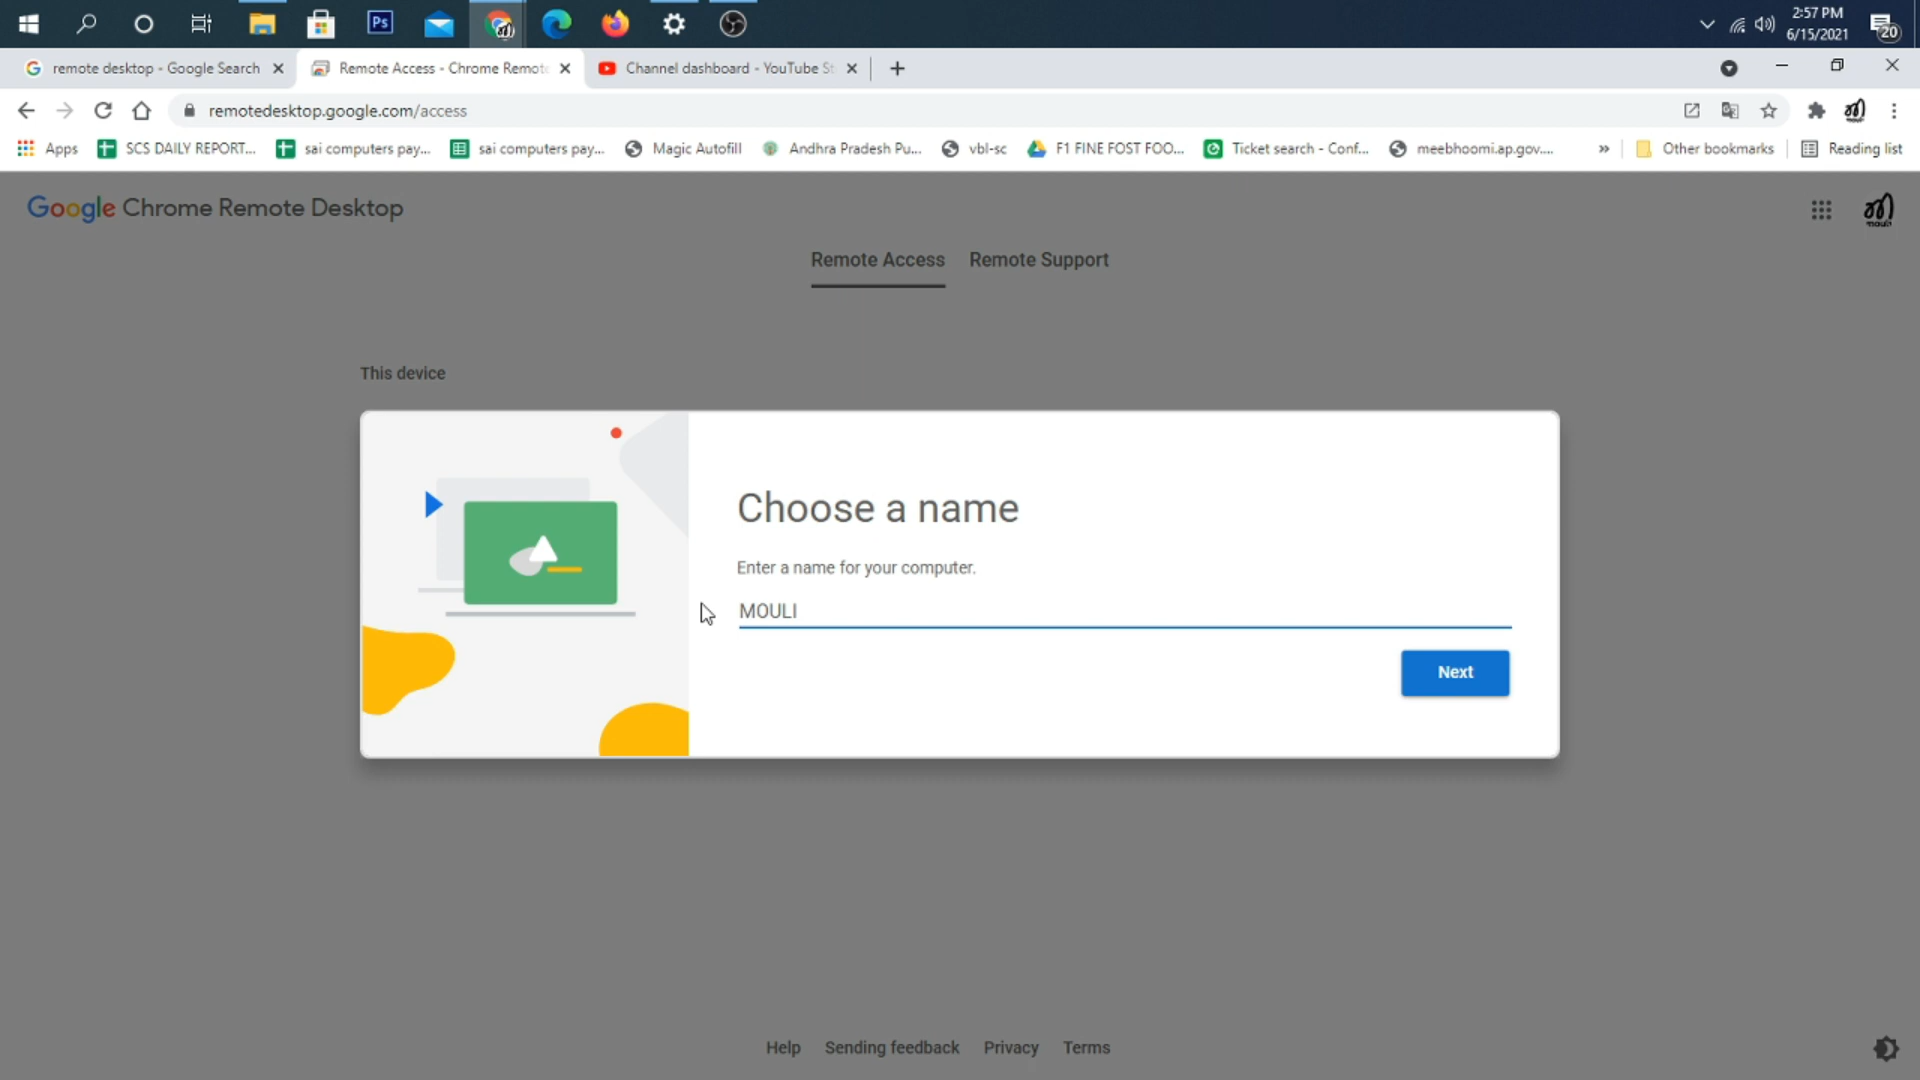 Ps
2:57 PM
6/15/2021
20
remote desktop - Google Search
Remote Access - Chrome Remote
Channel dashboard - YouTube St
remotedesktop.google.com/access
Apps
SCS DAILY REPORT...
sai computers pay...
sai computers pay...
Magic Autofill
Andhra Pradesh Pu...
vbl-sc
F1 FINE FOST FOO...
Ticket search - Conf...
meebhoomi.ap.gov....
»
Other bookmarks
Reading list
Google Chrome Remote Desktop
mouli
Remote Access
Remote Support
This device
Choose a name
Enter a name for your computer.
MOULI
Next
Help
Sending feedback
Privacy
Terms